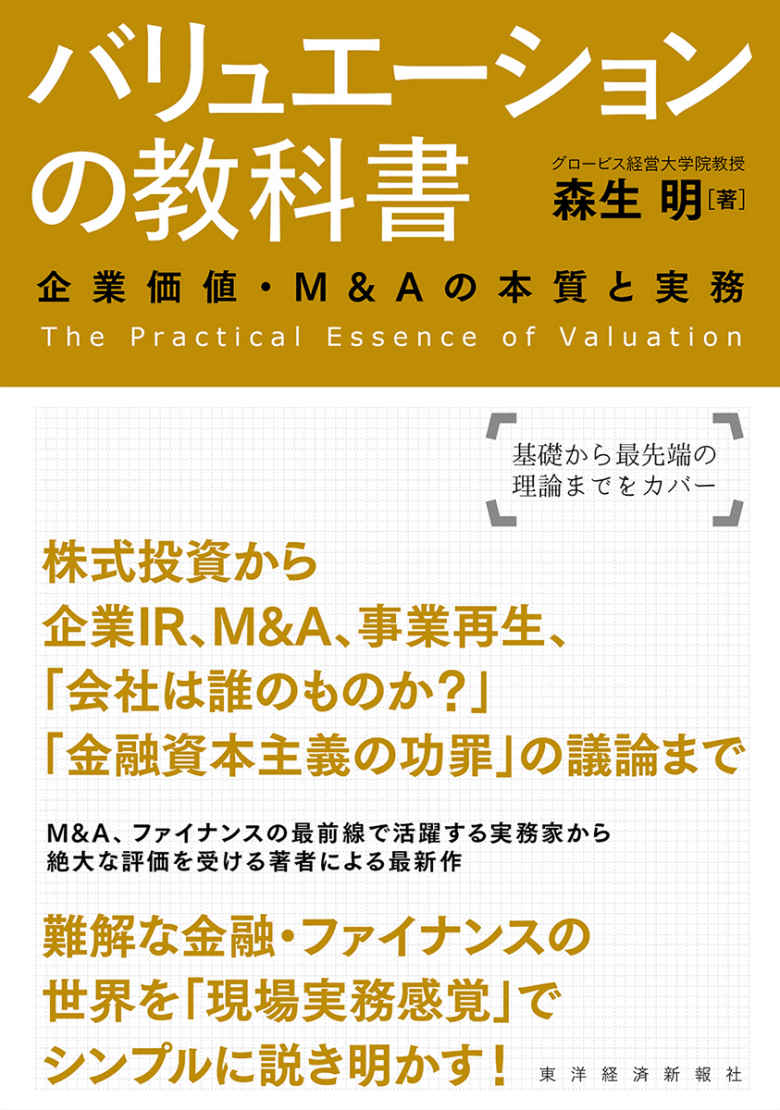 バリュエーション
の教科書
グロービス経営大学院教授
森生 明[著]
企業価値・M&Aの本質と実務
The Practical Essence of Valuation
基礎から最先端の
理論までをカバー
株式投資から
企業IR、M&A、事業再生、
「会社は誰のものか?」
「金融資本主義の功罪」の議論まで
M&A、ファイナンスの最前線で活躍する実務家から
絶大な評価を受ける著者による最新作
難解な金融・ファイナンスの
世界を「現場実務感覚」で
シンプルに説き明かす!
東洋経済新報社